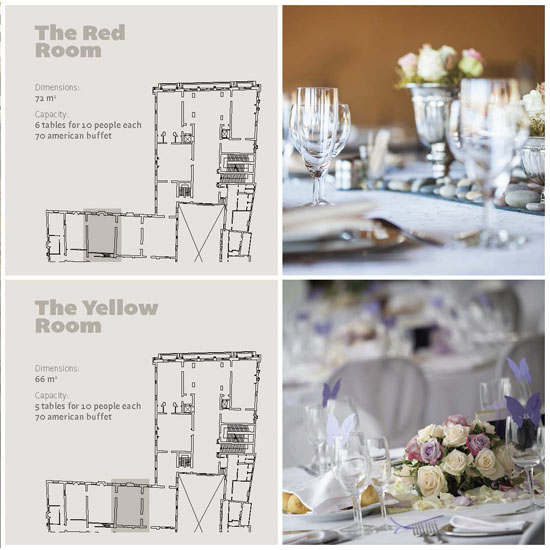 The Red
Room
Dimensions:
72 m²
Capacity:
6 tables for 10 people each
70 american buffet
The Yellow
Room
Dimensions:
66 m²
Capacity:
5 tables for 10 people each
70 american buffet